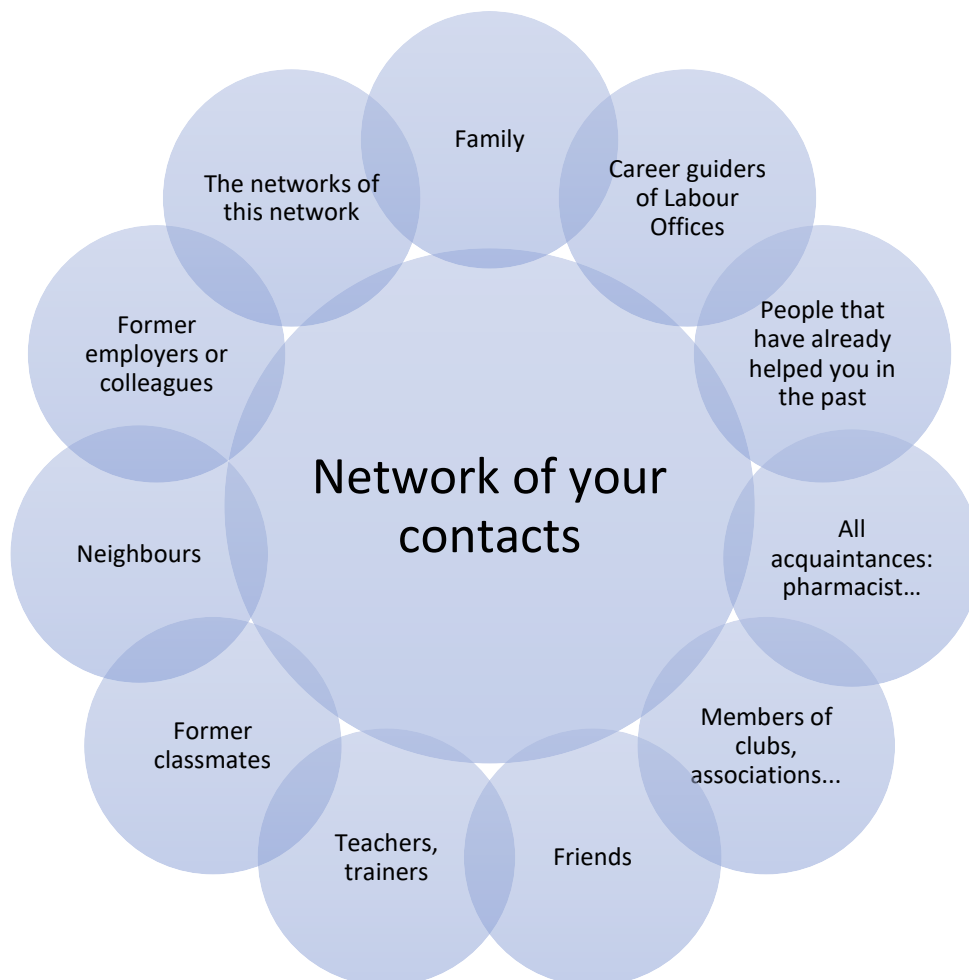 Family
Career guiders
of Labour
Offices
People that
have already
helped you in
the past
All
acquaintances:
pharmacist…
Members of
clubs,
associations...
Friends
Teachers,
trainers
Former
classmates
Neighbours
Former
employers or
colleagues
The networks of
this network
Network of your
contacts